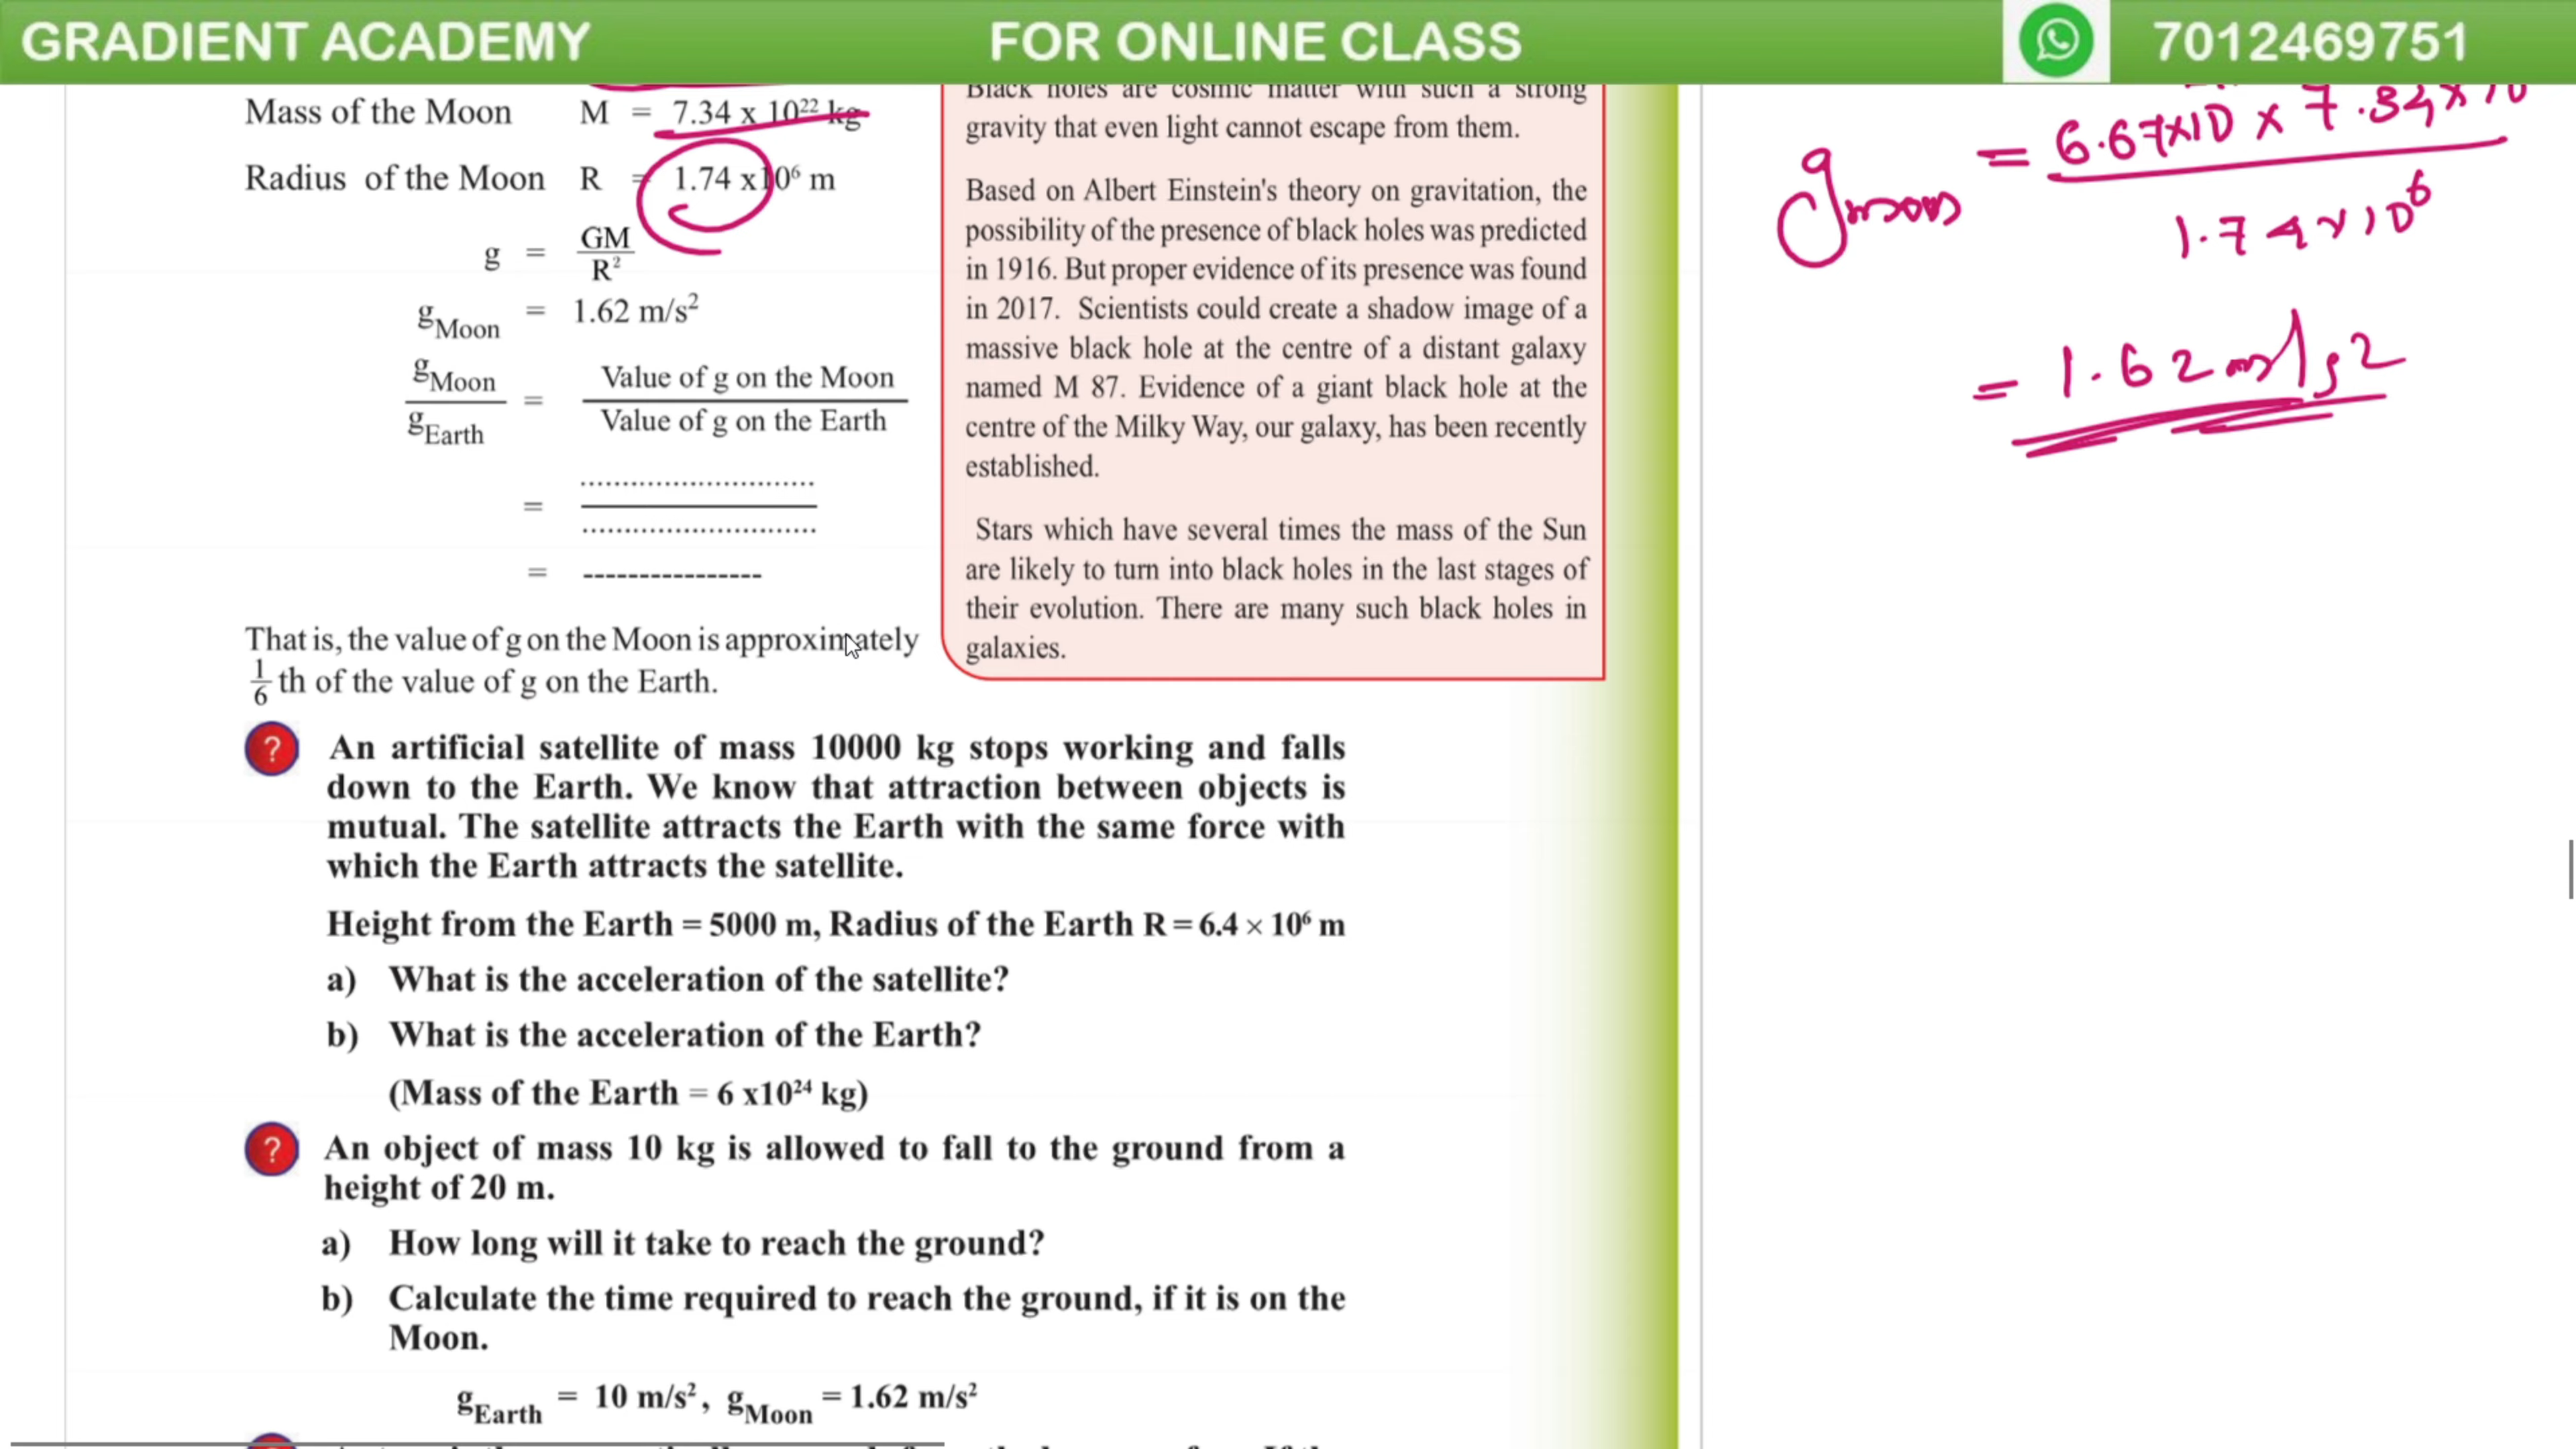 GRADIENT ACADEMY FOR ONLINE CLASS 7012469751
Mass of the Moon M = 7.34 x 10²² kg
Radius of the Moon R = 1.74 x10⁶ m
g = GM
R²
gMoon = 1.62 m/s²
gMoon = Value of g on the Moon
gEarth Value of g on the Earth
= ..........................
..........................
= ----------------
That is, the value of g on the Moon is approximately
1/6 th of the value of g on the Earth.
Black holes are cosmic matter with such a strong
gravity that even light cannot escape from them.
Based on Albert Einstein's theory on gravitation, the
possibility of the presence of black holes was predicted
in 1916. But proper evidence of its presence was found
in 2017. Scientists could create a shadow image of a
massive black hole at the centre of a distant galaxy
named M 87. Evidence of a giant black hole at the
centre of the Milky Way, our galaxy, has been recently
established.
Stars which have several times the mass of the Sun
are likely to turn into black holes in the last stages of
their evolution. There are many such black holes in
galaxies.
? An artificial satellite of mass 10000 kg stops working and falls
down to the Earth. We know that attraction between objects is
mutual. The satellite attracts the Earth with the same force with
which the Earth attracts the satellite.
Height from the Earth = 5000 m, Radius of the Earth R = 6.4 × 10⁶ m
a) What is the acceleration of the satellite?
b) What is the acceleration of the Earth?
(Mass of the Earth = 6 x10²⁴ kg)
? An object of mass 10 kg is allowed to fall to the ground from a
height of 20 m.
a) How long will it take to reach the ground?
b) Calculate the time required to reach the ground, if it is on the
Moon.
gEarth = 10 m/s² , gMoon = 1.62 m/s²
gmoon = 6.67x10 x 7.34x10
1.74x10⁶
= 1.62 m/s2